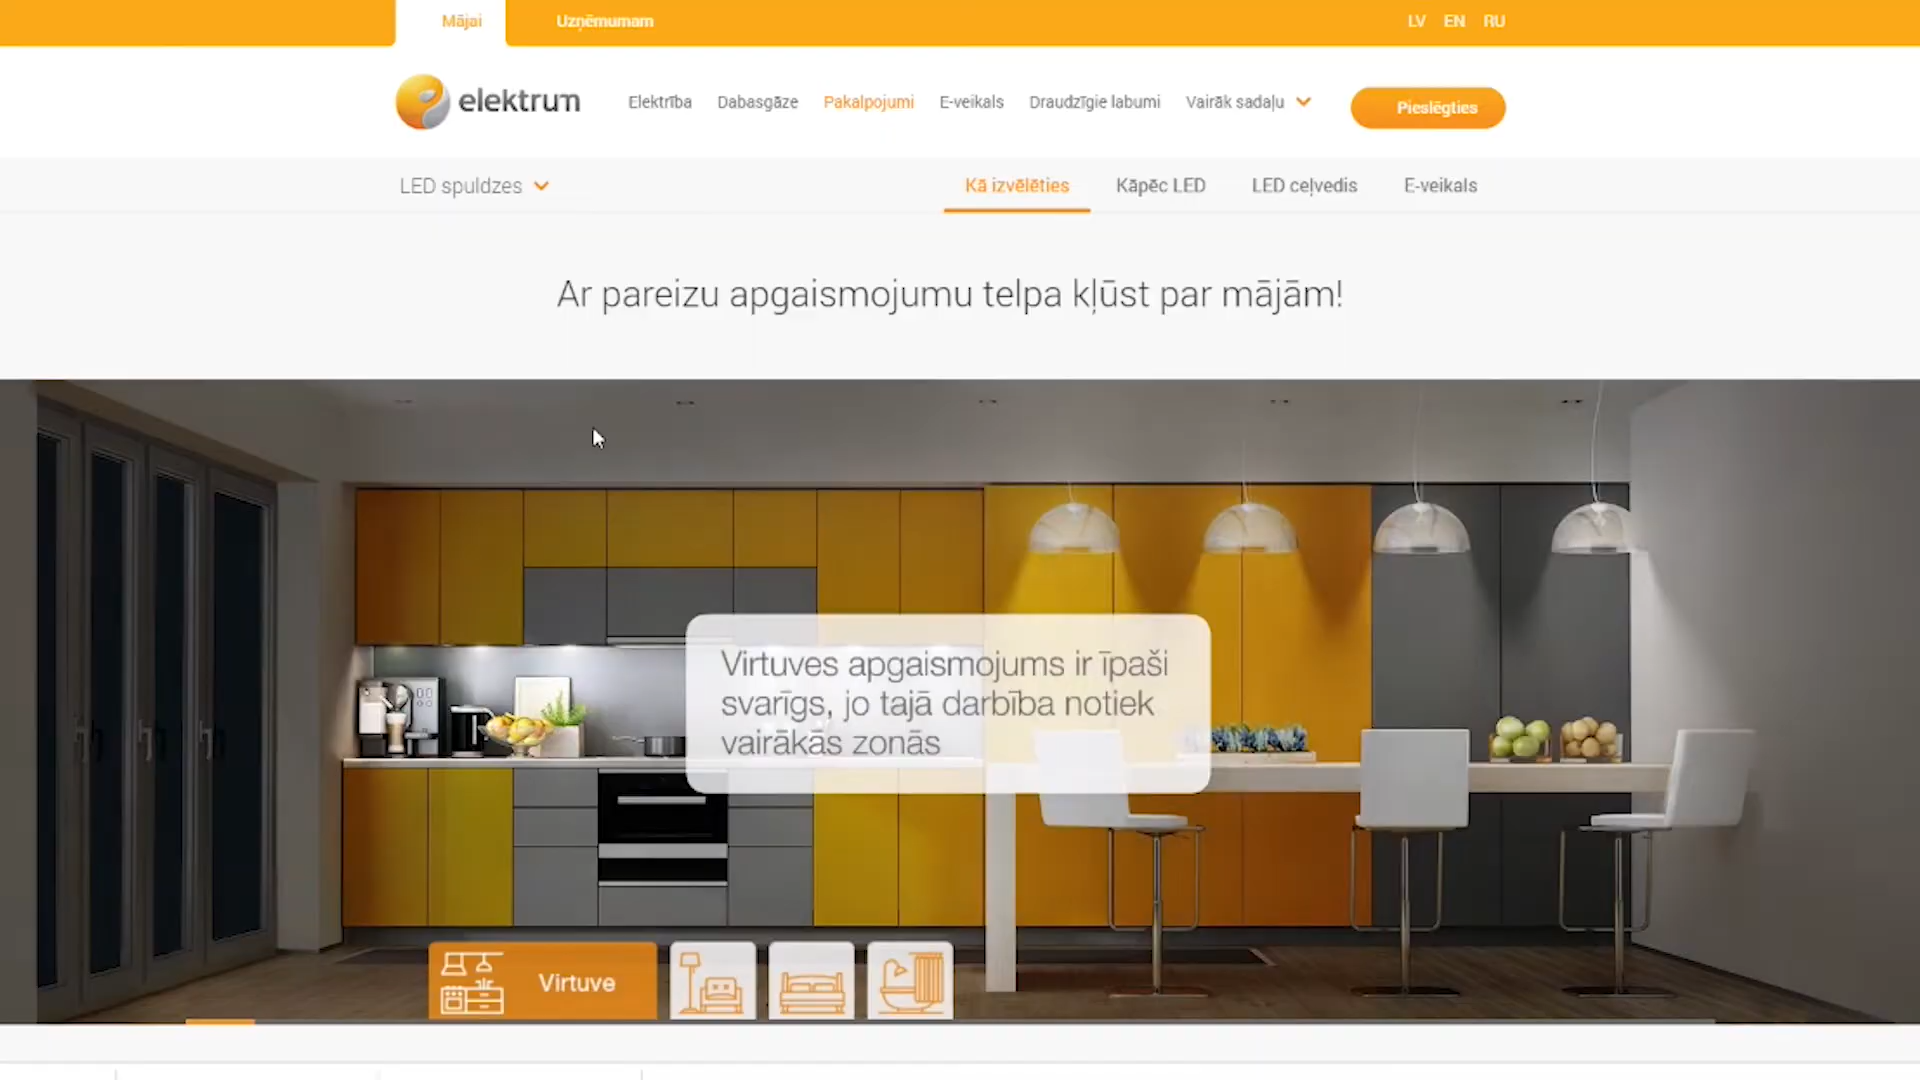 Mājai
Uzņēmumam
LV EN RU
elektrum
Elektrība
Dabasgāze
Pakalpojumi
E-veikals
Draudzīgie labumi
Vairāk sadaļu
Pieslēgties
LED spuldzes
Kā izvēlēties
Kāpēc LED
LED ceļvedis
E-veikals
Ar pareizu apgaismojumu telpa kļūst par mājām!
Virtuves apgaismojums ir īpaši
svarīgs, jo tajā darbība notiek
vairākās zonās
Virtuve